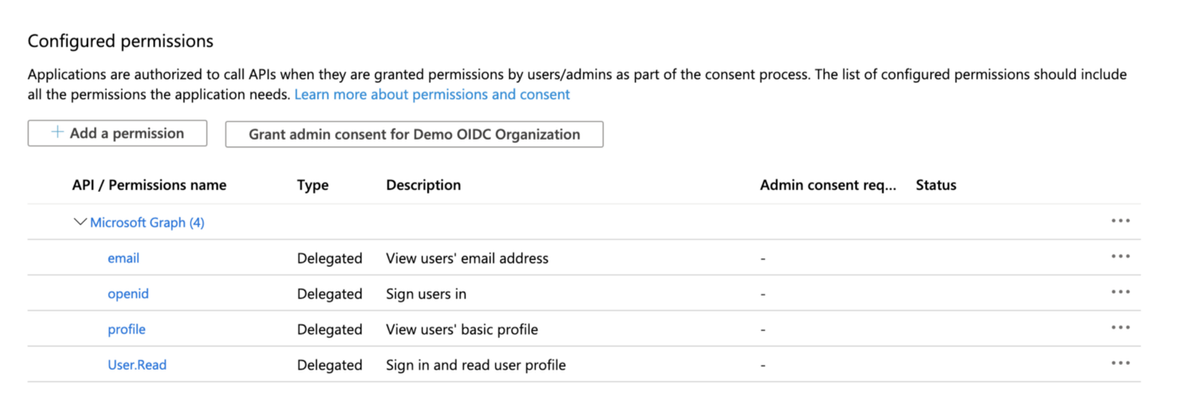 Configured permissions
Applications are authorized to call APIs when they are granted permissions by users/admins as part of the consent process. The list of configured permissions should include
all the permissions the application needs. Learn more about permissions and consent
+ Add a permission Grant admin consent for Demo OIDC Organization
API / Permissions name Type Description Admin consent req... Status
Microsoft Graph (4) ...
email Delegated View users' email address - ...
openid Delegated Sign users in - ...
profile Delegated View users' basic profile - ...
User.Read Delegated Sign in and read user profile - ...